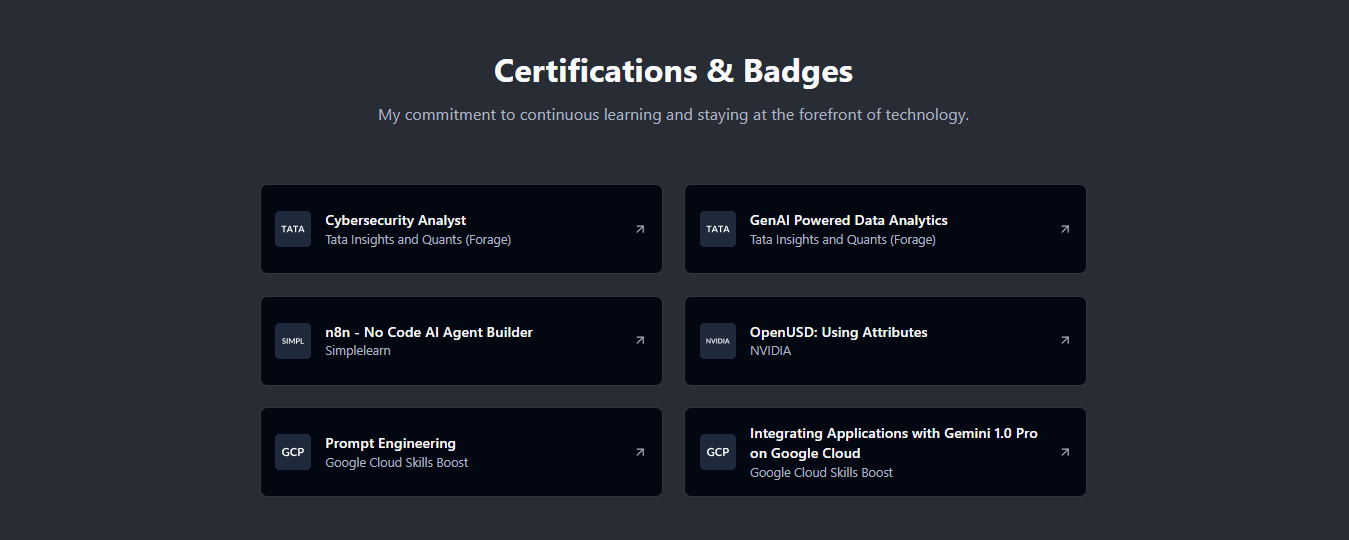 Certifications & Badges
My commitment to continuous learning and staying at the forefront of technology.
TATA
Cybersecurity Analyst
Tata Insights and Quants (Forage)
TATA
GenAI Powered Data Analytics
Tata Insights and Quants (Forage)
SIMPL
n8n - No Code AI Agent Builder
Simplelearn
NVIDIA
OpenUSD: Using Attributes
NVIDIA
GCP
Prompt Engineering
Google Cloud Skills Boost
GCP
Integrating Applications with Gemini 1.0 Pro
on Google Cloud
Google Cloud Skills Boost